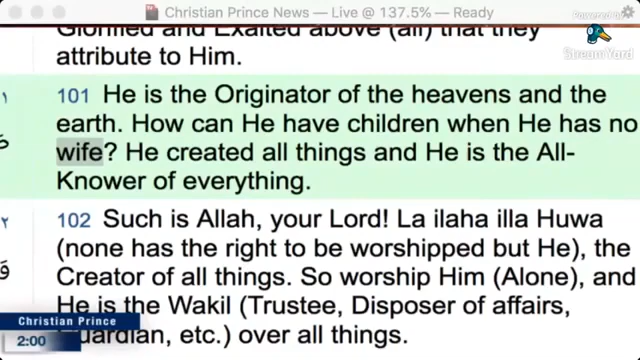 Christian Prince News — Live @ 137.5% — Ready
Powered by
StreamYard
Glorified and Exalted above (all) that they
attribute to Him.
101 He is the Originator of the heavens and the
earth. How can He have children when He has no
wife? He created all things and He is the All-
Knower of everything.
102 Such is Allah, your Lord! La ilaha illa Huwa
(none has the right to be worshipped but He), the
Creator of all things. So worship Him (Alone), and
He is the Wakil (Trustee, Disposer of affairs,
Guardian, etc.) over all things.
Christian Prince
2:00